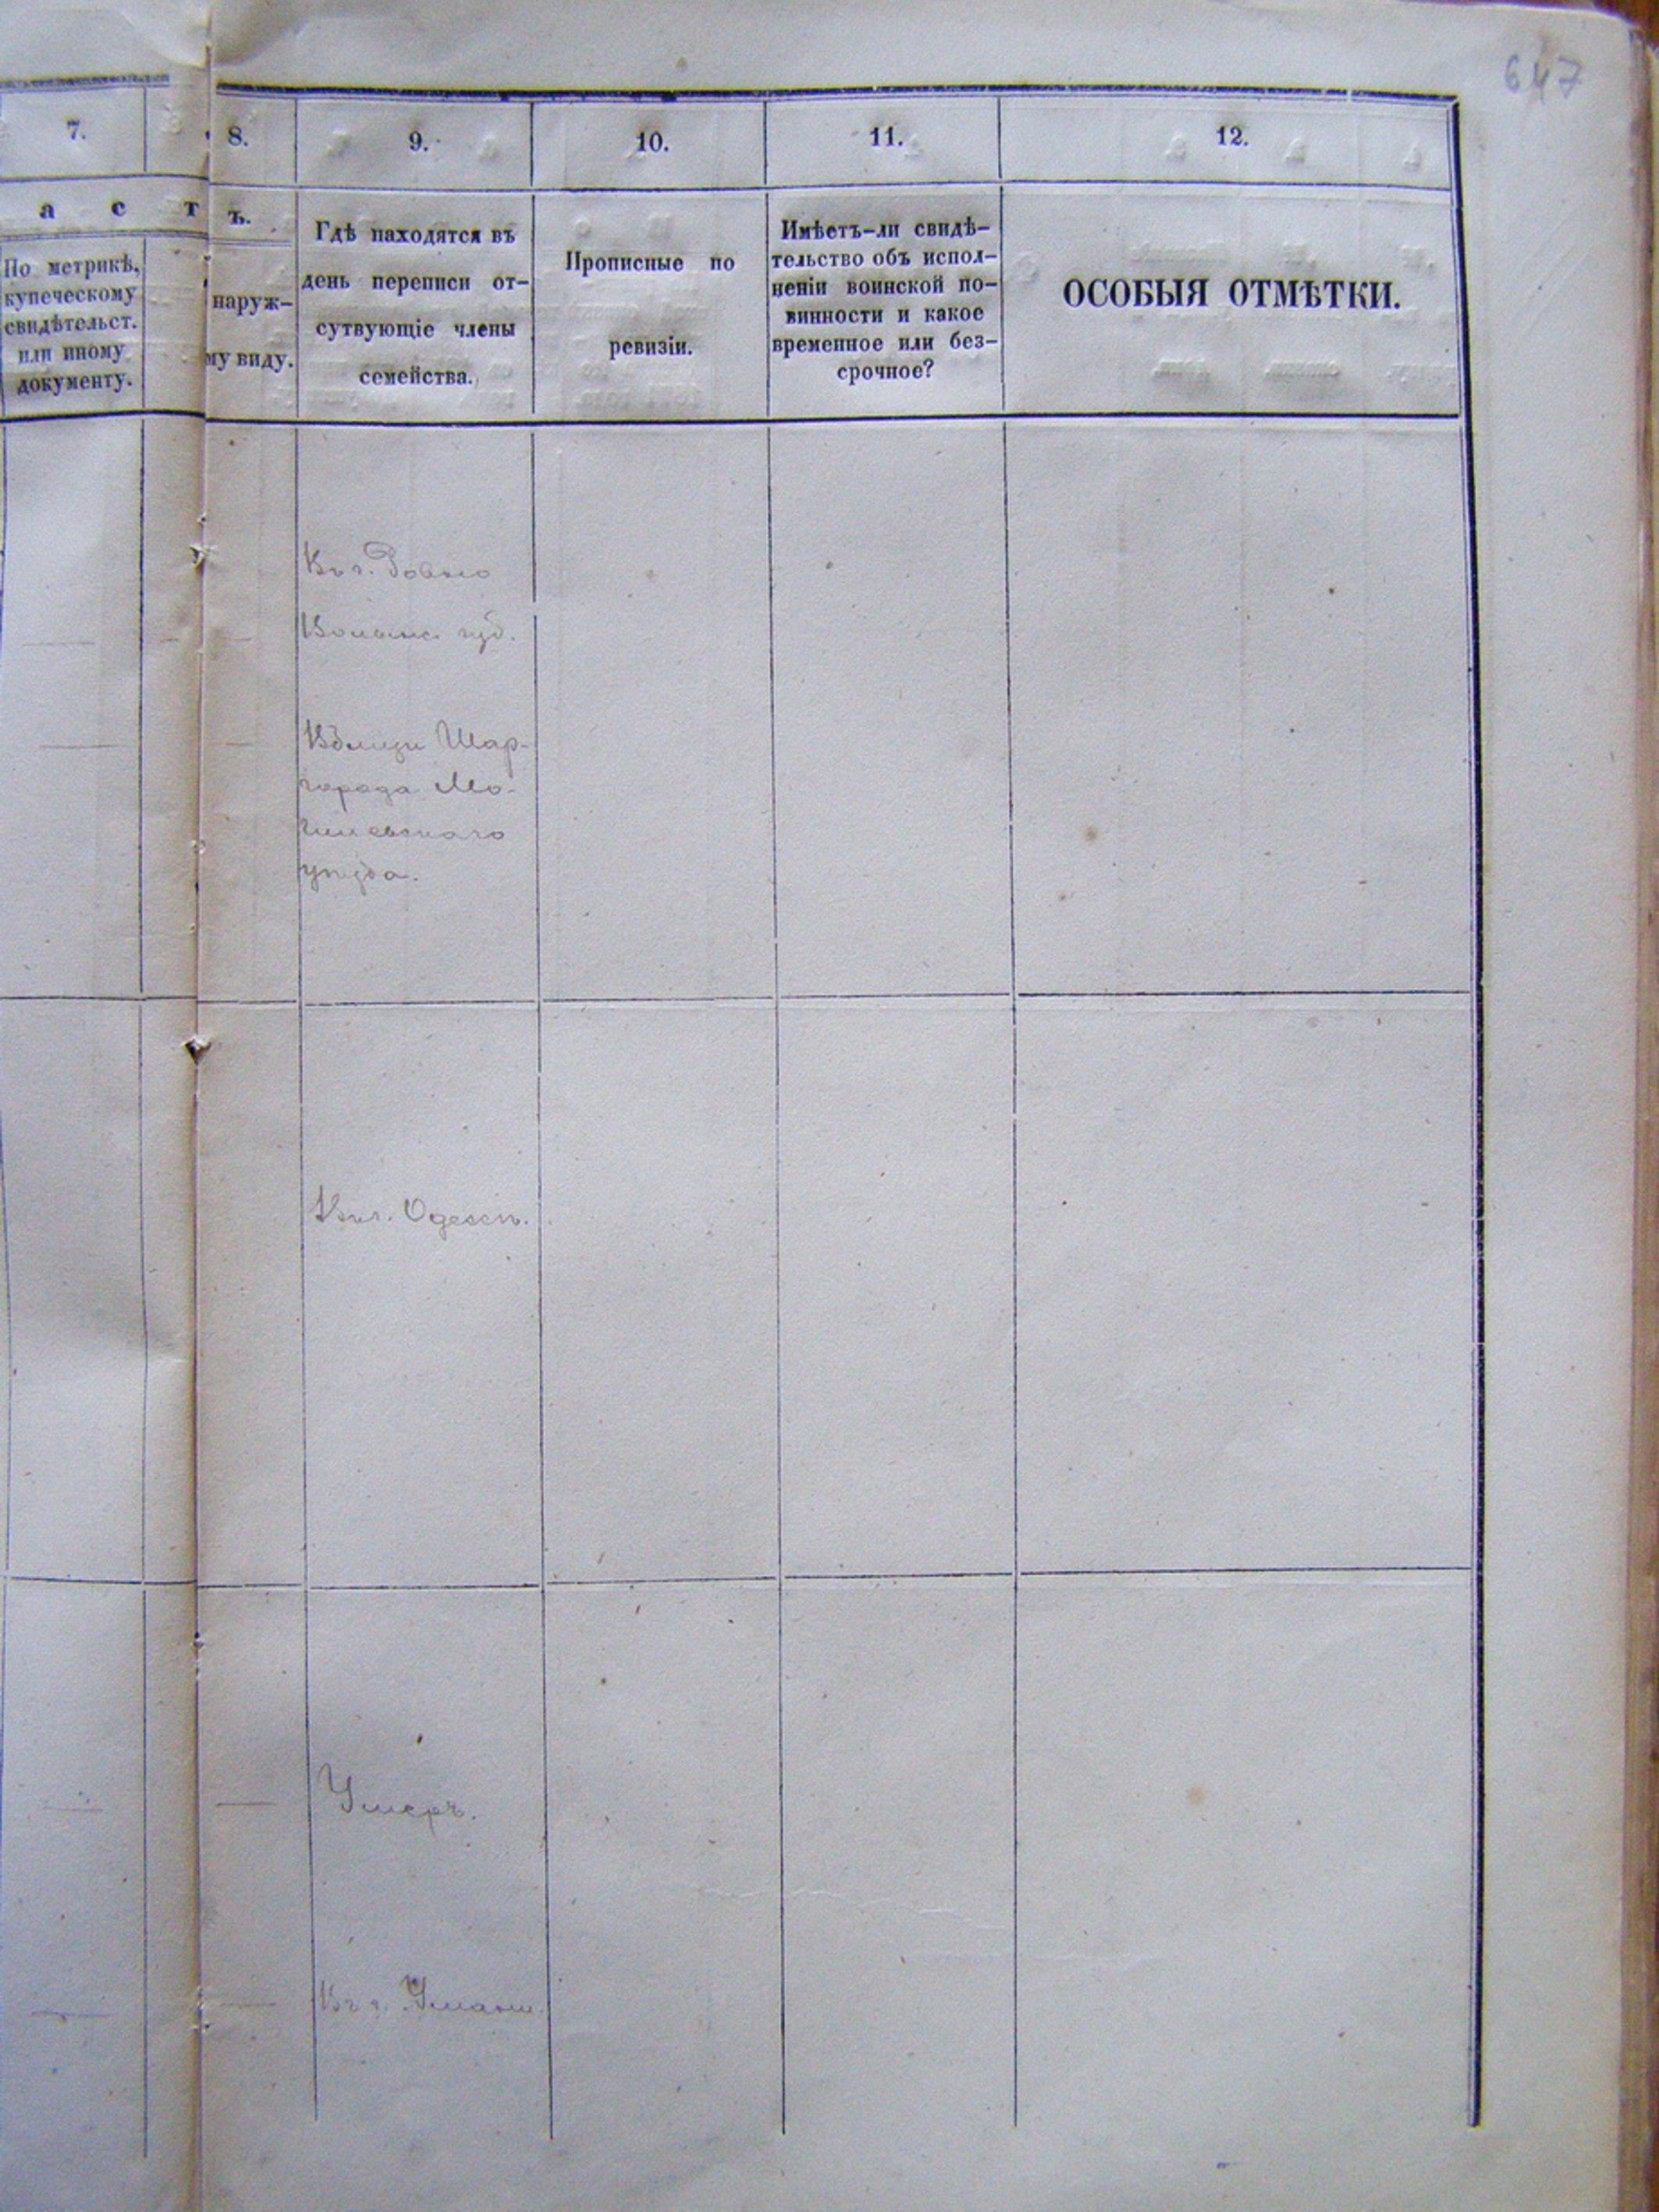 647
7.
8.
9.
10.
11.
12.
а с т ъ.
По метрикѣ,
купеческому
свидѣтельст.
или иному
документу.
наруж-
му виду.
Гдѣ находятся въ
день переписи от-
сутвующіе члены
семейства.
Прописные по
ревизіи.
Имѣетъ-ли свидѣ-
тельство объ испол-
неніи воинской по-
винности и какое
временное или без-
срочное?
ОСОБЫЯ ОТМѢТКИ.
Въ г. Ровно
Волынс. губ.
Вблизи Шар-
города Мо-
гилевскаго
уѣзда.
Въ г. Одессѣ.
Умеръ.
Въ г. Умани.